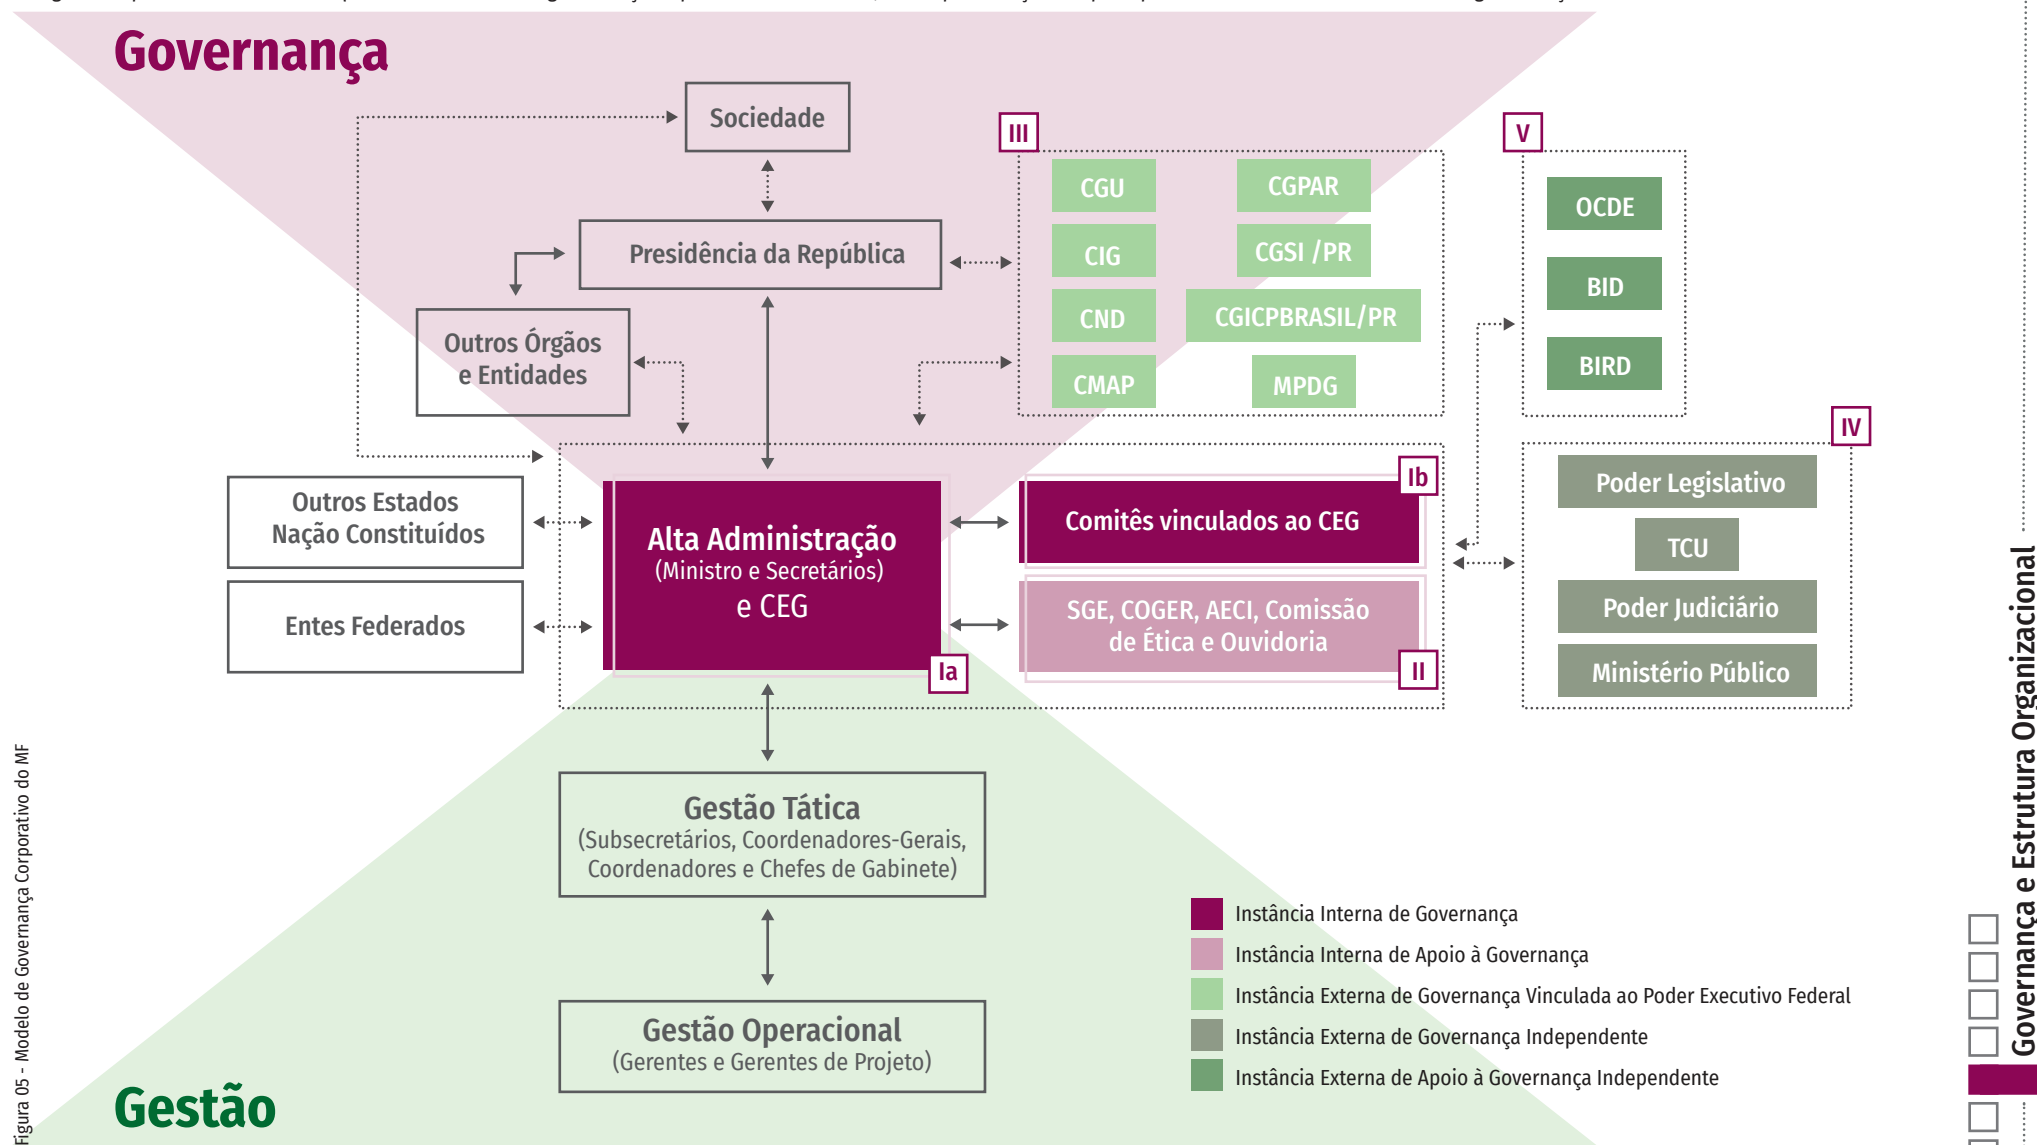 Governança
Sociedade
III
V
CGU
CGPAR
OCDE
Presidência da República
CIG
CGSI /PR
BID
CND
CGICPBRASIL/PR
Outros Órgãos
e Entidades
BIRD
CMAP
MPDG
IV
Ib
Poder Legislativo
Outros Estados
Nação Constituídos
Alta Administração
(Ministro e Secretários)
e CEG
Comitês vinculados ao CEG
TCU
Entes Federados
SGE, COGER, AECI, Comissão
de Ética e Ouvidoria
Poder Judiciário
Ia
II
Ministério Público
Gestão Tática
(Subsecretários, Coordenadores-Gerais,
Coordenadores e Chefes de Gabinete)
Instância Interna de Governança
Instância Interna de Apoio à Governança
Instância Externa de Governança Vinculada ao Poder Executivo Federal
Instância Externa de Governança Independente
Instância Externa de Apoio à Governança Independente
Gestão Operacional
(Gerentes e Gerentes de Projeto)
Gestão
Figura 05 - Modelo de Governança Corporativo do MF
Governança e Estrutura Organizacional